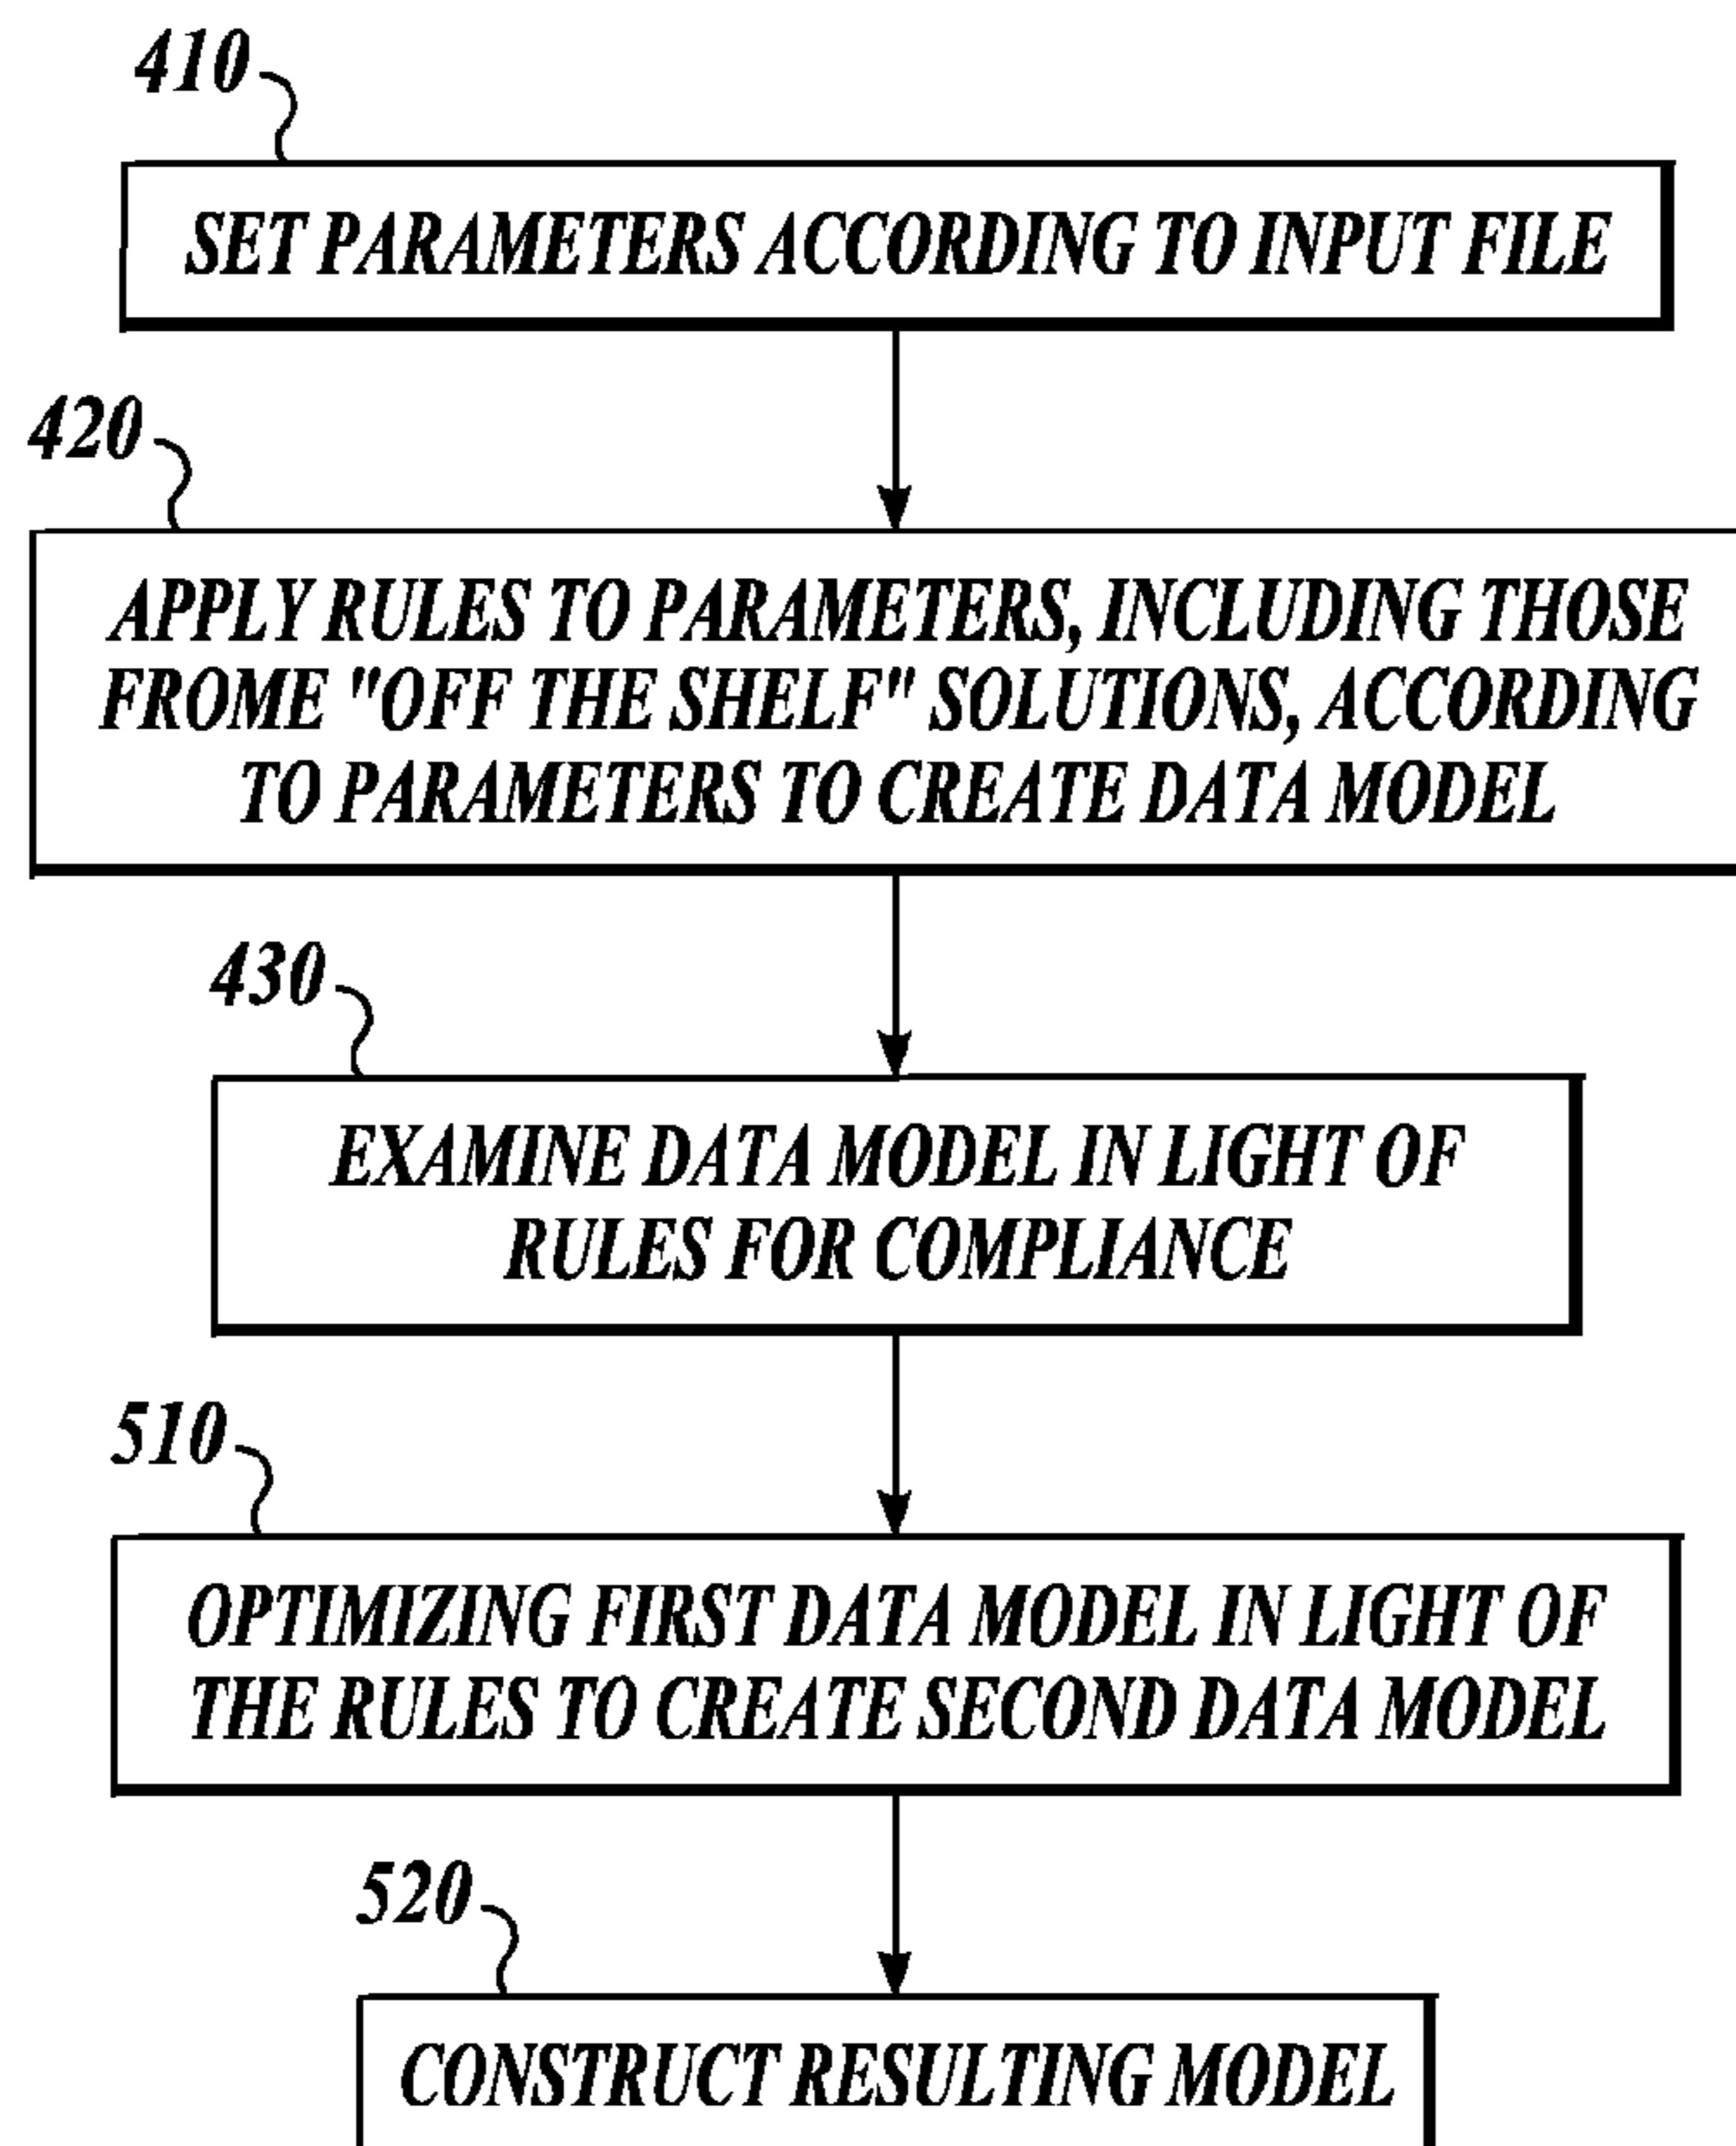 410
SET PARAMETERS ACCORDING TO INPUT FILE
420
APPLY RULES TO PARAMETERS, INCLUDING THOSE
FROME "OFF THE SHELF" SOLUTIONS, ACCORDING
TO PARAMETERS TO CREATE DATA MODEL
430
EXAMINE DATA MODEL IN LIGHT OF
RULES FOR COMPLIANCE
510
OPTIMIZING FIRST DATA MODEL IN LIGHT OF
THE RULES TO CREATE SECOND DATA MODEL
520
CONSTRUCT RESULTING MODEL